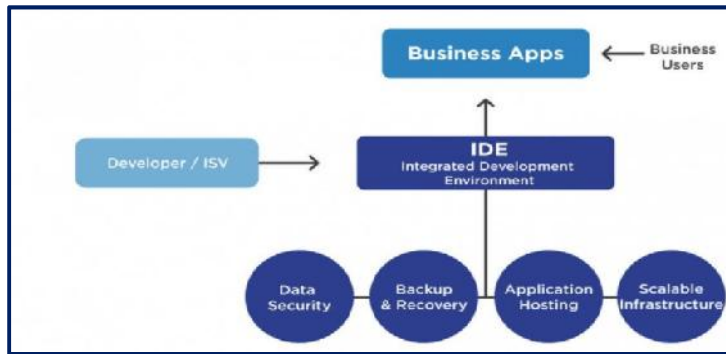 Business Apps
Business
Users
Developer / ISV
IDE
Integrated Development
Environment
Data
Security
Backup
& Recovery
Application
Hosting
Scalable
Infrastructure